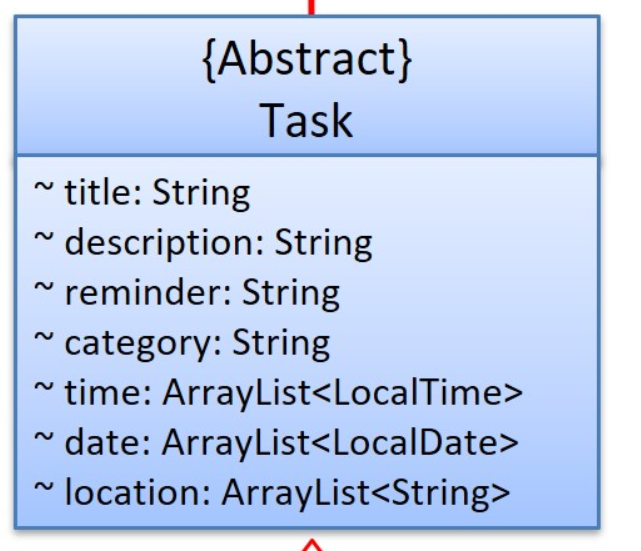 {Abstract}
Task
~ title: String
~ description: String
~ reminder: String
~ category: String
~ time: ArrayList<LocalTime>
~ date: ArrayList<LocalDate>
~ location: ArrayList<String>